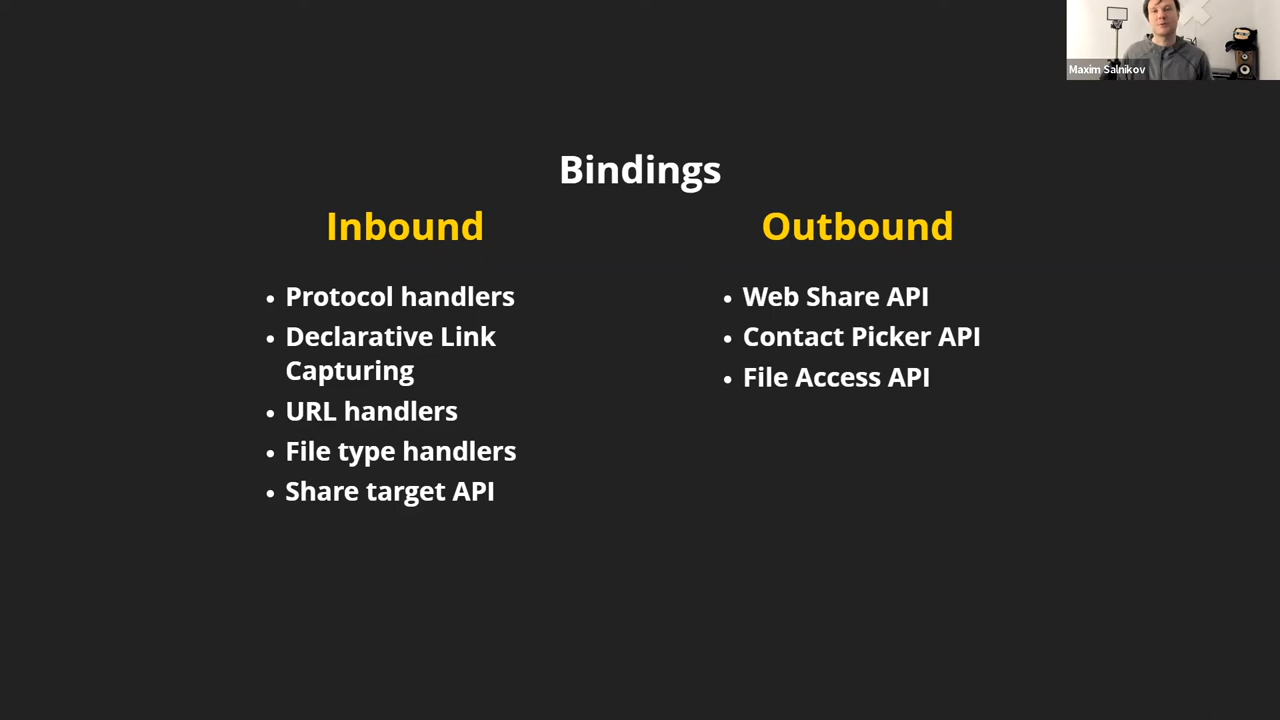 Maxim Salnikov
Bindings
Inbound
• Protocol handlers
• Declarative Link
Capturing
• URL handlers
• File type handlers
• Share target API
Outbound
• Web Share API
• Contact Picker API
• File Access API